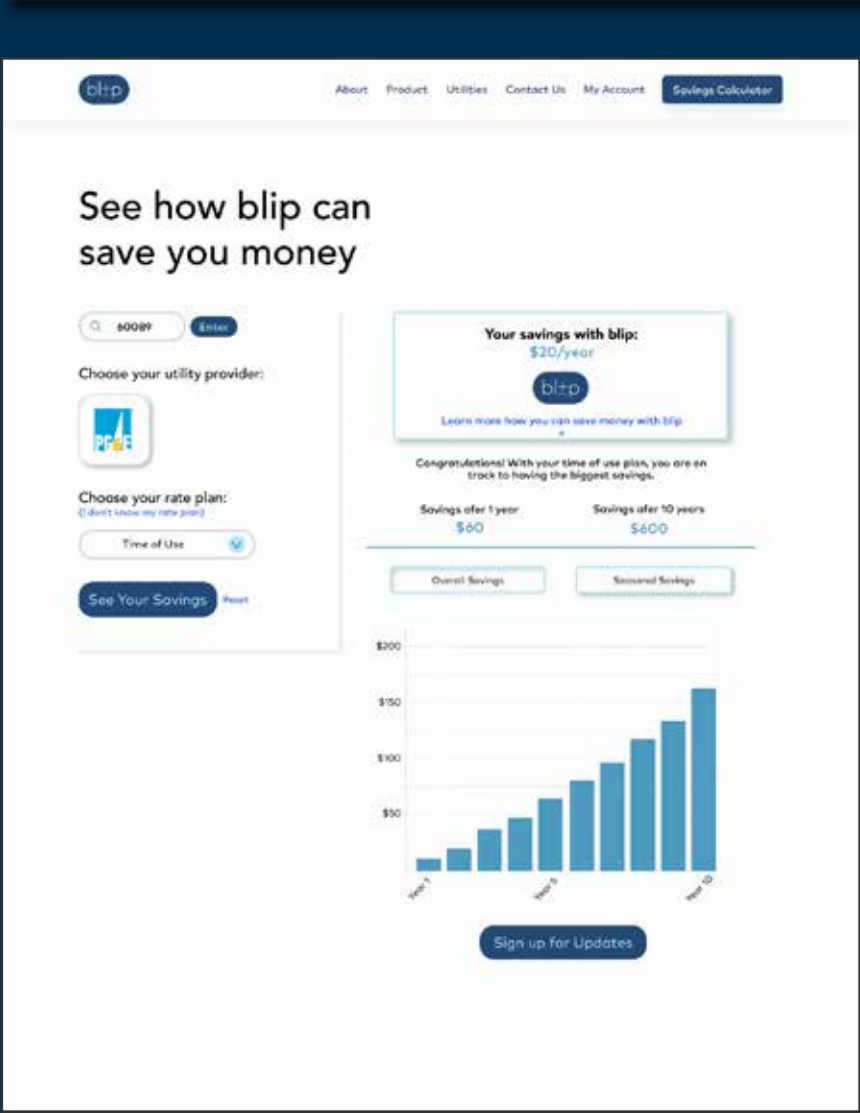 bl±p
About Product Utilities Contact Us My Account Savings Calculator
See how blip can
save you money
60089 Enter
Choose your utility provider:
PG&E
Choose your rate plan:
(I don't know my rate plan)
Time of Use
See Your Savings Reset
Your savings with blip:
$20/year
bl±p
Learn more how you can save money with blip
Congratulations! With your time of use plan, you are on
track to having the biggest savings.
Savings afer 1 year Savings afer 10 years
$60 $600
Overall Savings Seasonal Savings
$200
$150
$100
$50
Year 1 Year 5 Year 10
Sign up for Updates